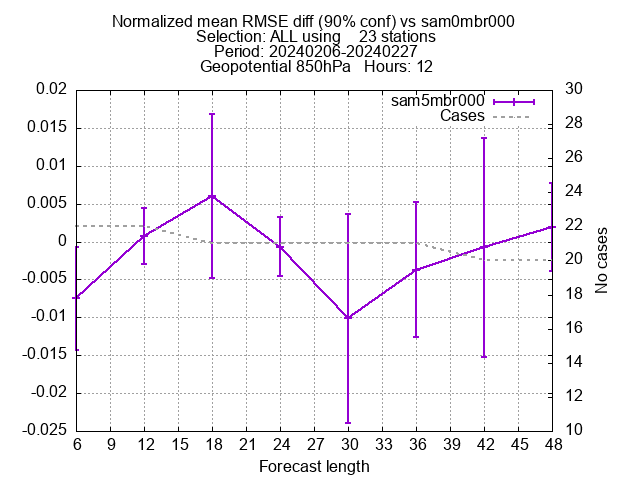 Normalized mean RMSE diff (90% conf) vs sam0mbr000
Selection: ALL using    23 stations
Period: 20240206-20240227
Geopotential 850hPa   Hours: 12
sam5mbr000
Cases
0.02
0.015
0.01
0.005
0
-0.005
-0.01
-0.015
-0.02
-0.025
30
28
26
24
22
20
18
16
14
12
10
No cases
6 9 12 15 18 21 24 27 30 33 36 39 42 45 48
Forecast length